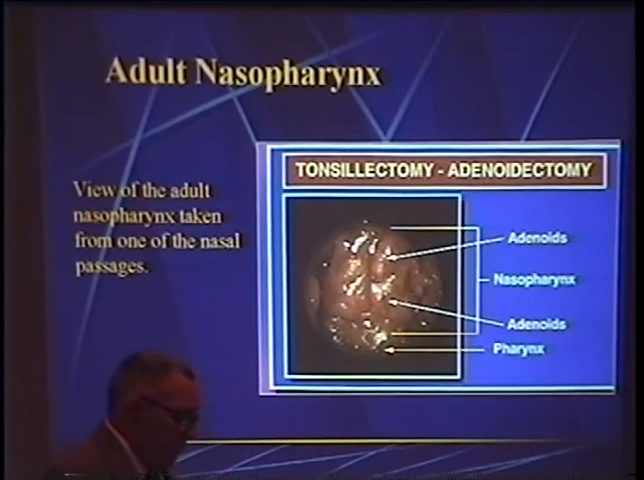 Adult Nasopharynx
View of the adult
nasopharynx taken
from one of the nasal
passages.
TONSILLECTOMY - ADENOIDECTOMY
Adenoids
Nasopharynx
Adenoids
Pharynx